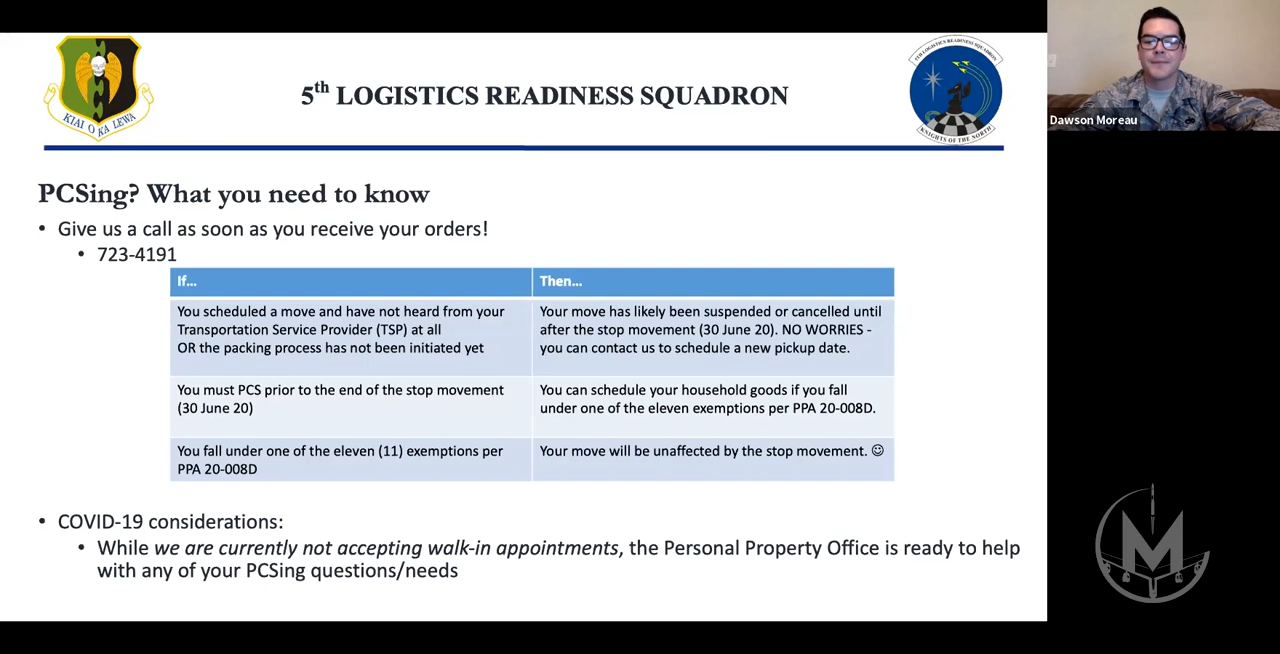 5th LOGISTICS READINESS SQUADRON
KIAI O KA LEWA
5TH LOGISTICS READINESS SQUADRON
KNIGHTS OF THE NORTH
Dawson Moreau
PCSing? What you need to know
• Give us a call as soon as you receive your orders!
• 723-4191
If...
Then...
You scheduled a move and have not heard from your
Transportation Service Provider (TSP) at all
OR the packing process has not been initiated yet
Your move has likely been suspended or cancelled until
after the stop movement (30 June 20). NO WORRIES -
you can contact us to schedule a new pickup date.
You must PCS prior to the end of the stop movement
(30 June 20)
You can schedule your household goods if you fall
under one of the eleven exemptions per PPA 20-008D.
You fall under one of the eleven (11) exemptions per
PPA 20-008D
Your move will be unaffected by the stop movement. ☺
• COVID-19 considerations:
• While we are currently not accepting walk-in appointments, the Personal Property Office is ready to help
with any of your PCSing questions/needs
M